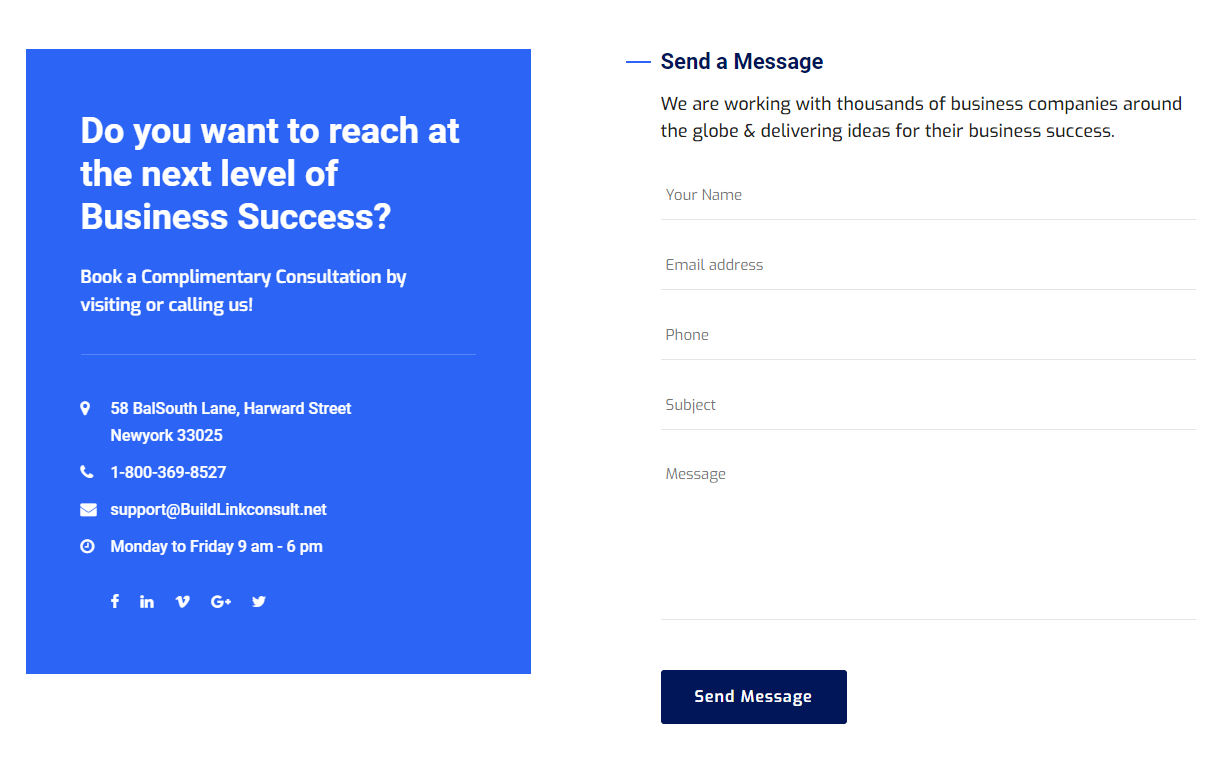 Do you want to reach at
the next level of
Business Success?
Book a Complimentary Consultation by
visiting or calling us!
58 BalSouth Lane, Harward Street
Newyork 33025
1-800-369-8527
support@BuildLinkconsult.net
Monday to Friday 9 am - 6 pm
Send a Message
We are working with thousands of business companies around
the globe & delivering ideas for their business success.
Your Name
Email address
Phone
Subject
Message
Send Message